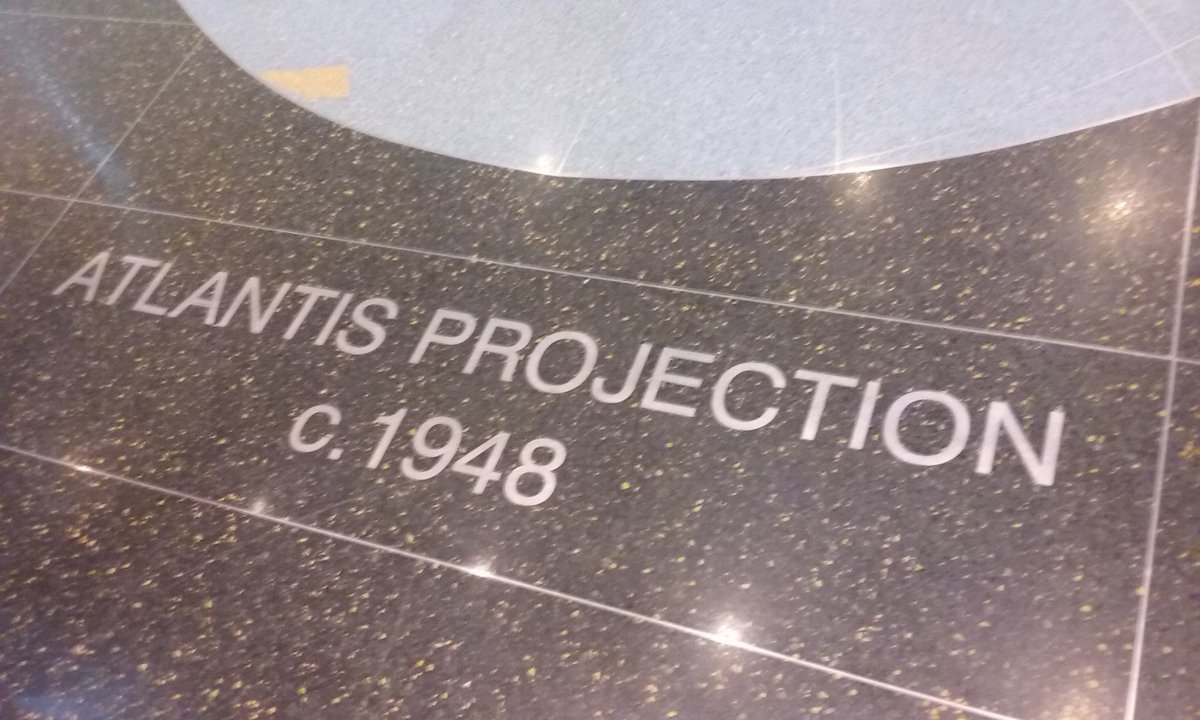 ATLANTIS PROJECTION
c.1948